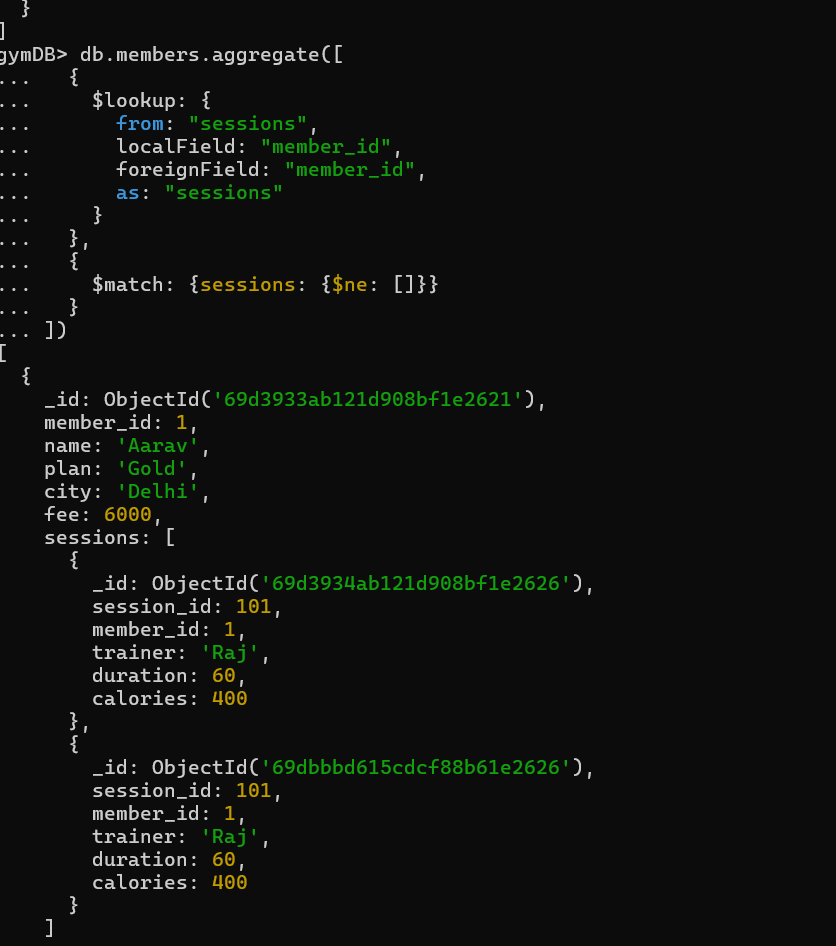 }
]
gymDB> db.members.aggregate([
...   {
...     $lookup: {
...       from: "sessions",
...       localField: "member_id",
...       foreignField: "member_id",
...       as: "sessions"
...     }
...   },
...   {
...     $match: {sessions: {$ne: []}}
...   }
... ])
[
  {
    _id: ObjectId('69d3933ab121d908bf1e2621'),
    member_id: 1,
    name: 'Aarav',
    plan: 'Gold',
    city: 'Delhi',
    fee: 6000,
    sessions: [
      {
        _id: ObjectId('69d3934ab121d908bf1e2626'),
        session_id: 101,
        member_id: 1,
        trainer: 'Raj',
        duration: 60,
        calories: 400
      },
      {
        _id: ObjectId('69dbbbd615cdcf88b61e2626'),
        session_id: 101,
        member_id: 1,
        trainer: 'Raj',
        duration: 60,
        calories: 400
      }
    ]